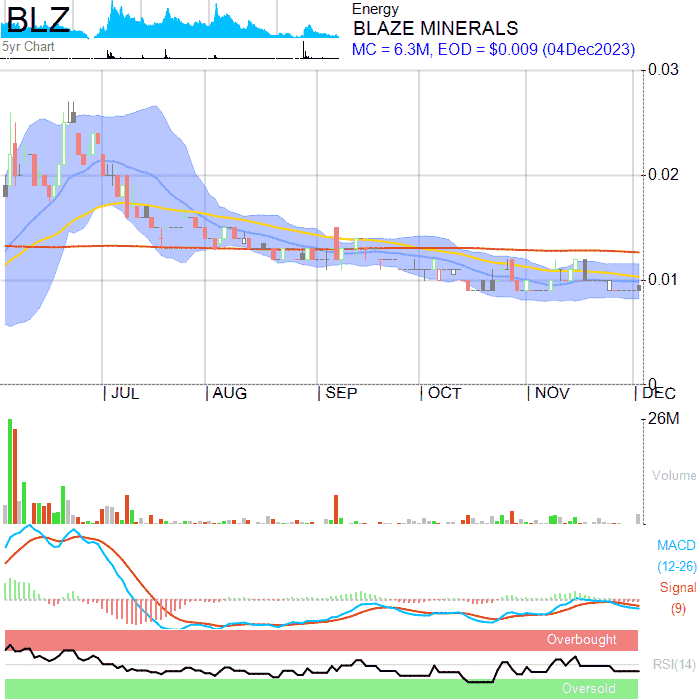 BLZ
5yr Chart
Energy
BLAZE MINERALS
MC = 6.3M, EOD = $0.009 (04Dec2023)
0.03
0.02
0.01
0
JUL
AUG
SEP
OCT
NOV
DEC
26M
Volume
MACD
(12-26)
Signal
(9)
Overbought
RSI(14)
Oversold